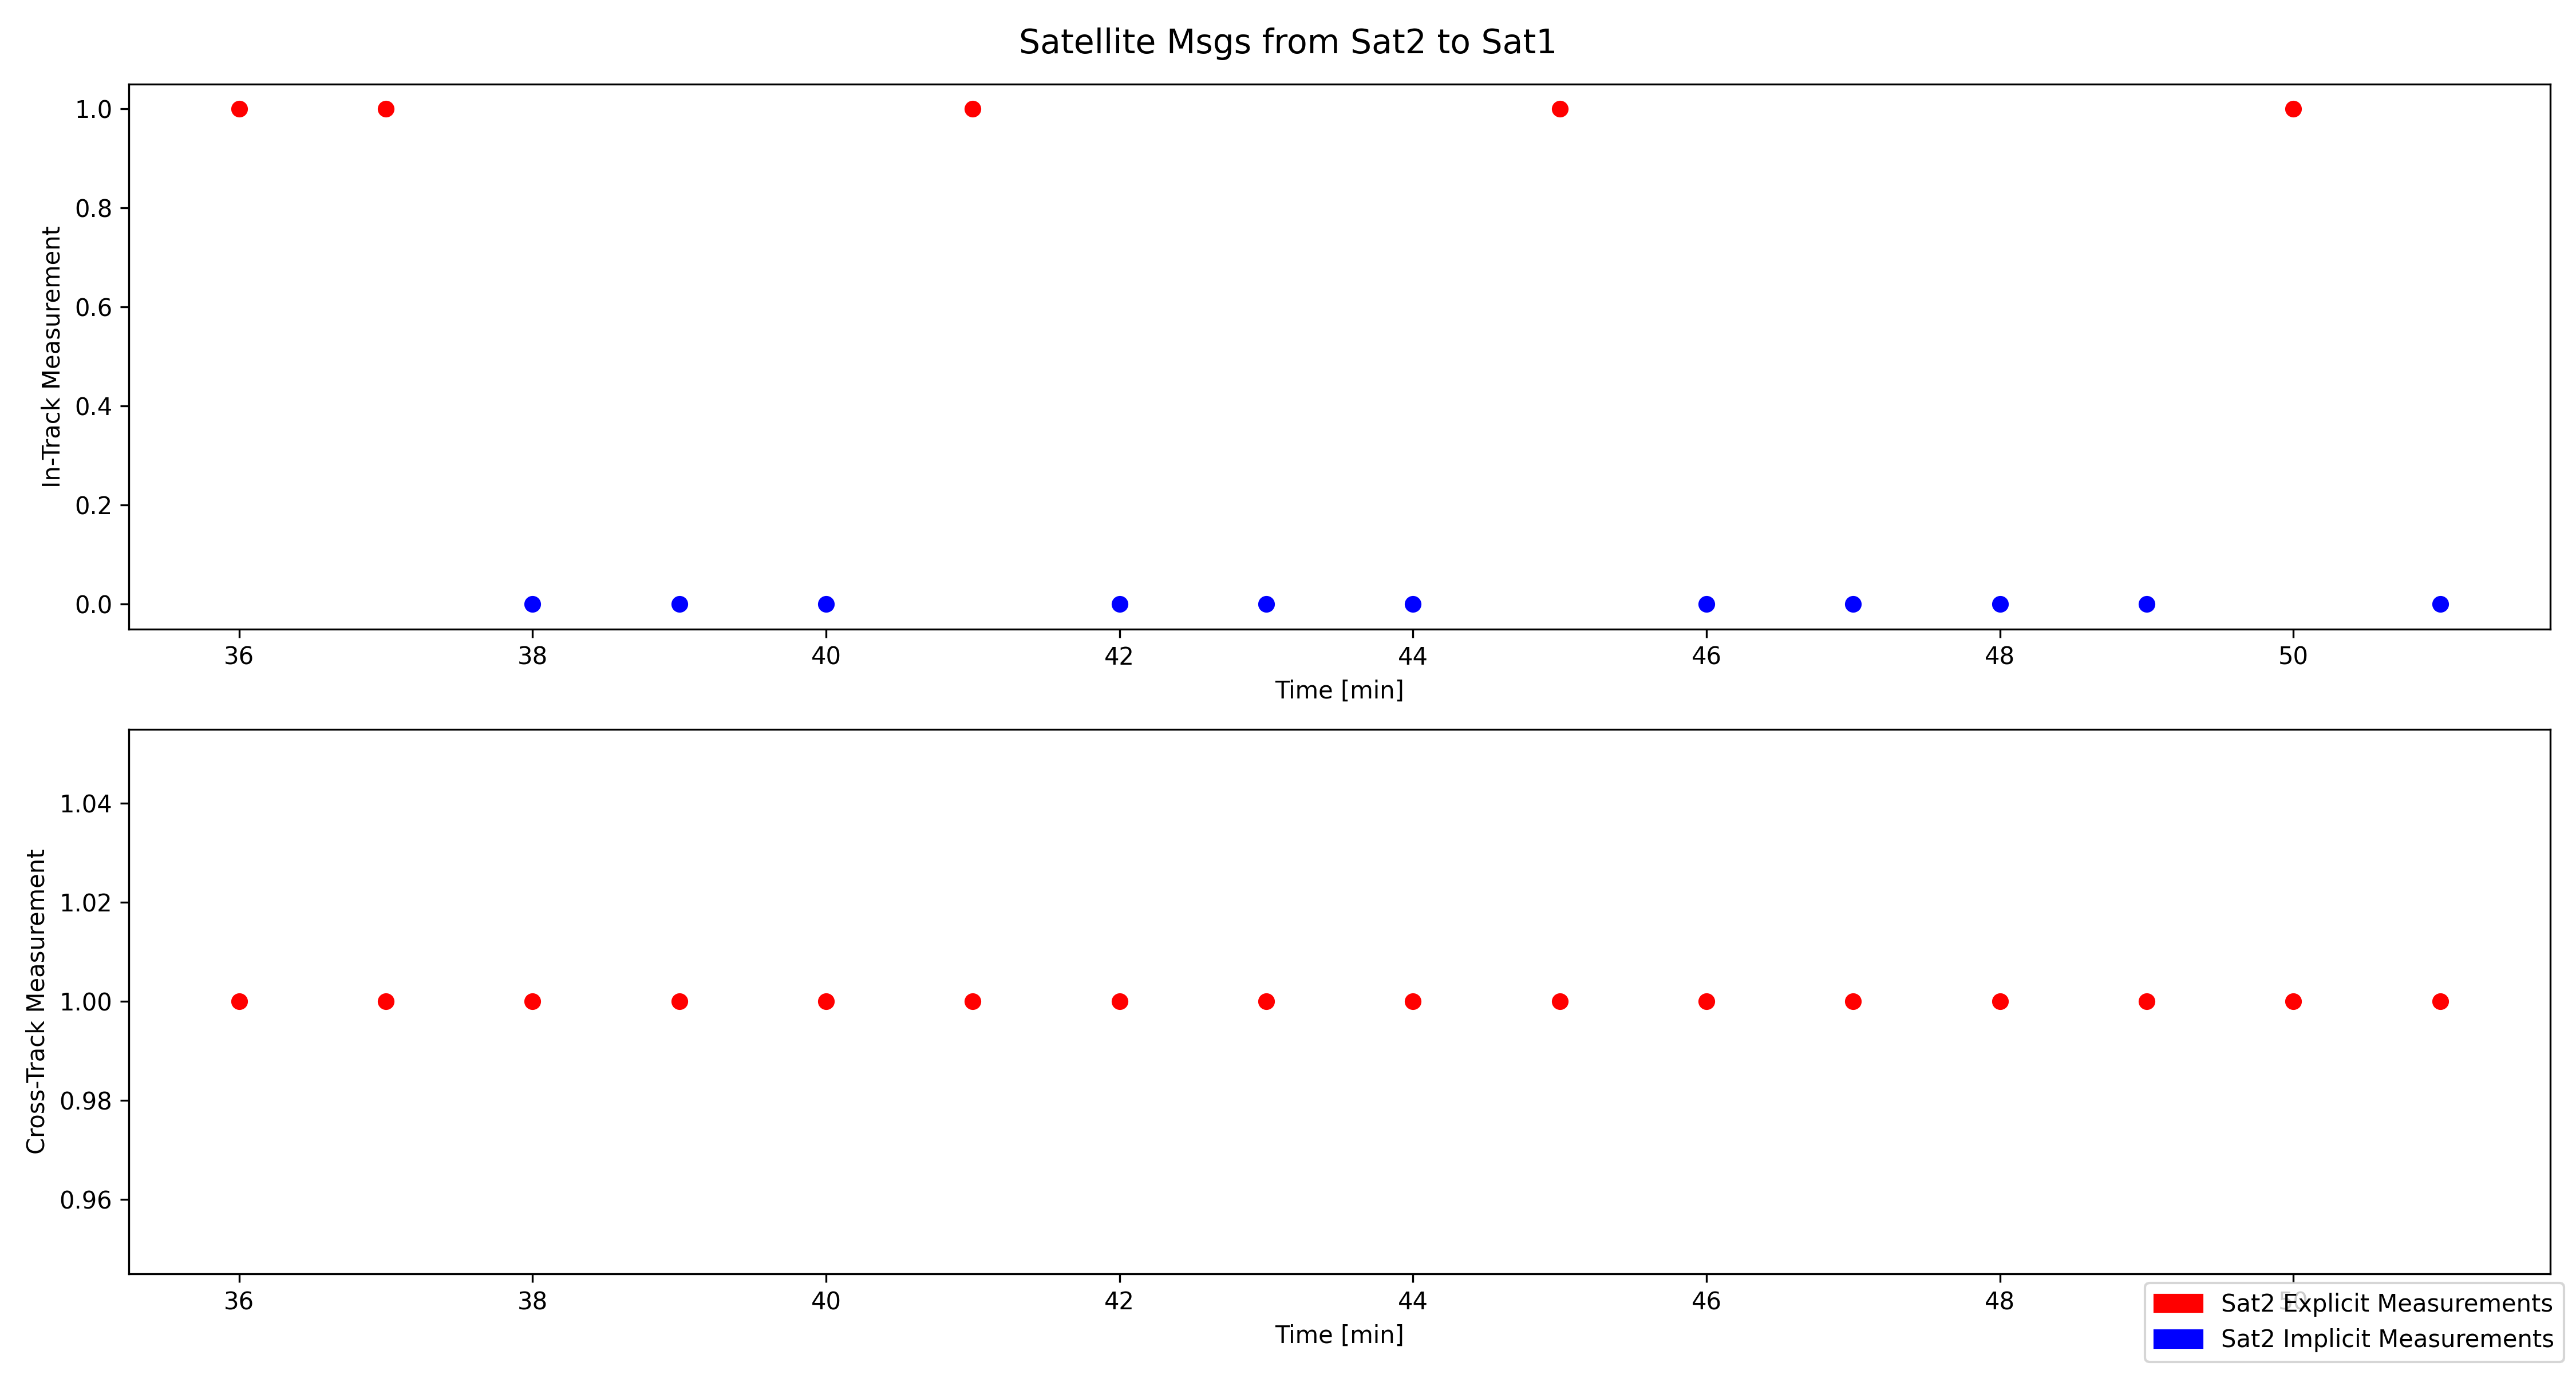 Satellite Msgs from Sat2 to Sat1
1.0
0.8
0.6
0.4
0.2
0.0
In-Track Measurement
36 38 40 42 44 46 48 50
Time [min]
1.04
1.02
1.00
0.98
0.96
Cross-Track Measurement
36 38 40 42 44 46 48 50
Time [min]
Sat2 Explicit Measurements
Sat2 Implicit Measurements